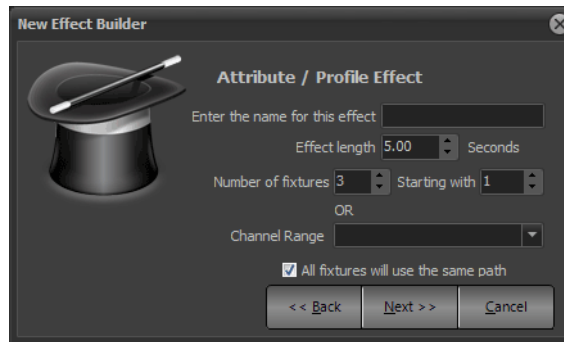 New Effect Builder
Attribute / Profile Effect
Enter the name for this effect
Effect length 5.00 Seconds
Number of fixtures 3 Starting with 1
OR
Channel Range
All fixtures will use the same path
<< Back Next >> Cancel